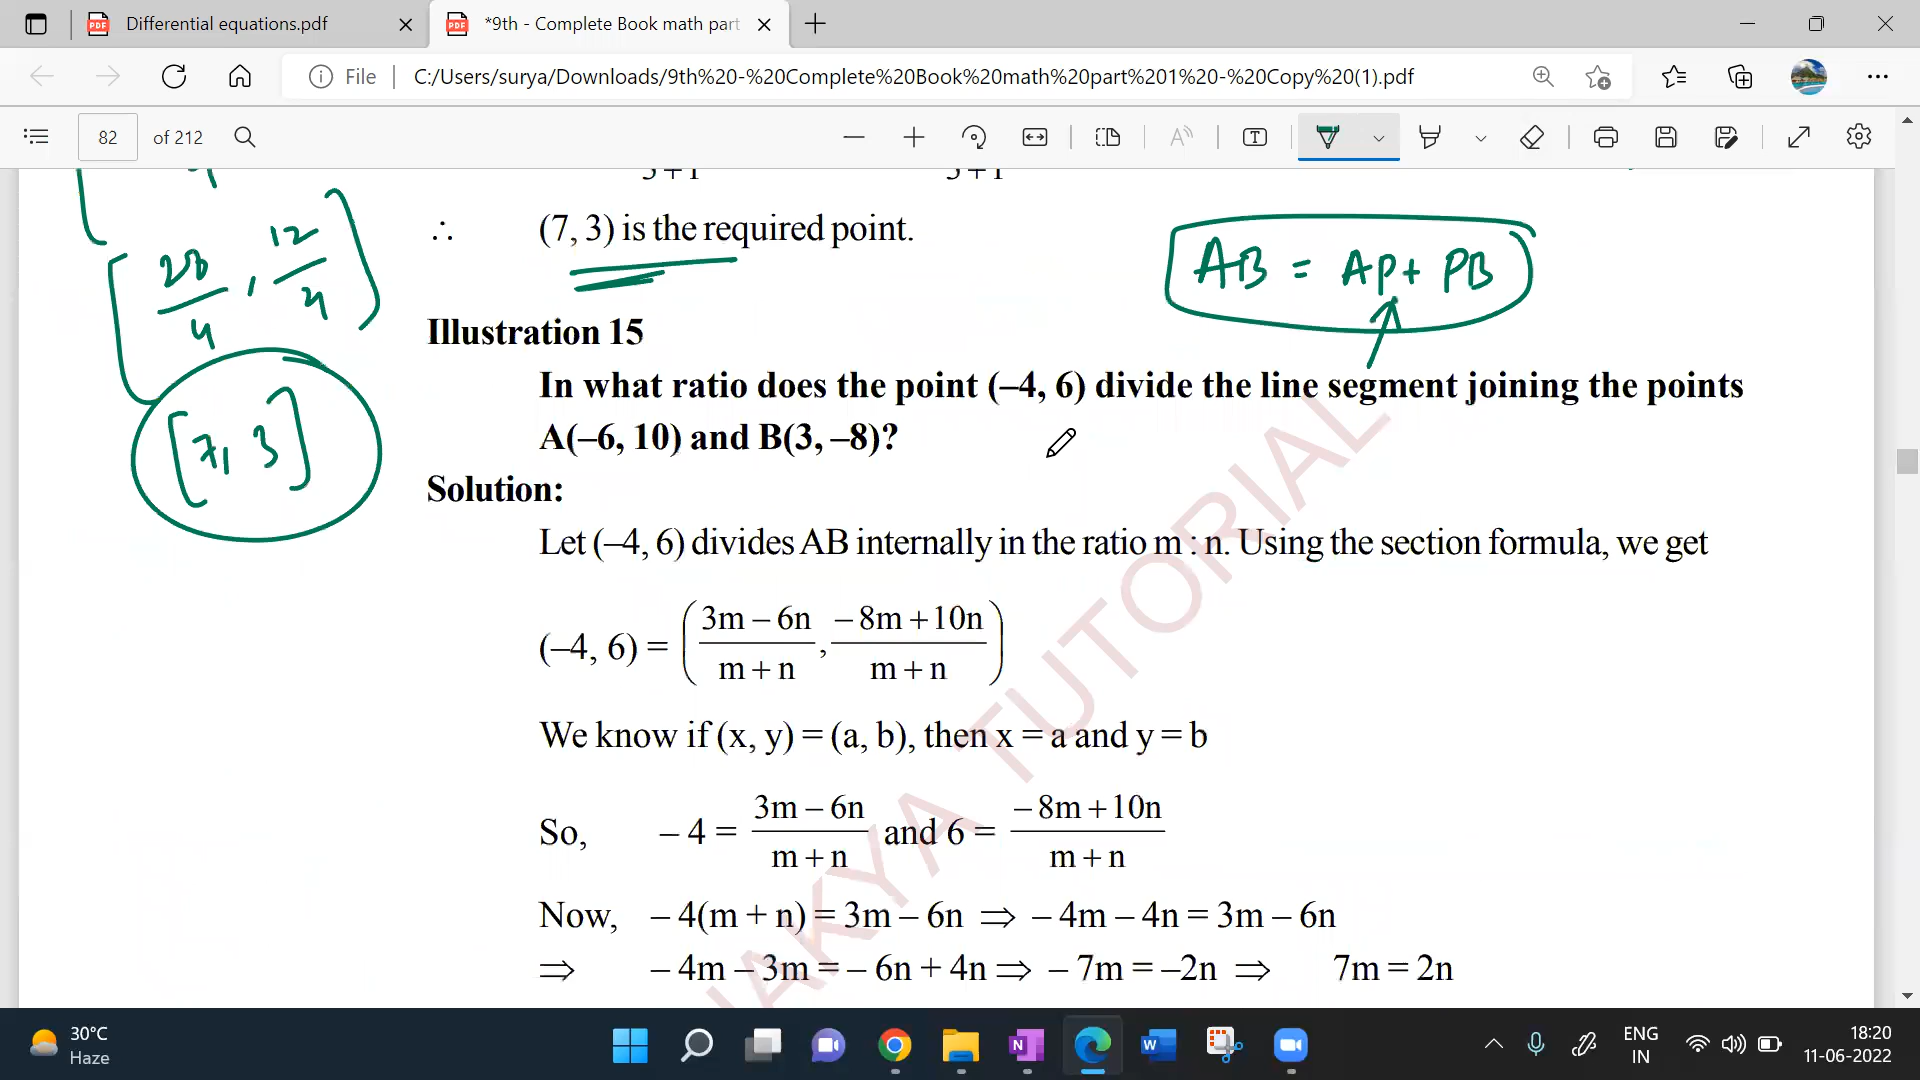 Differential equations.pdf
*9th - Complete Book math part
File
C:/Users/surya/Downloads/9th%20-%20Complete%20Book%20math%20part%201%20-%20Copy%20(1).pdf
82
of 212
3 + 1
3 + 1
∴ (7, 3) is the required point.
AB = AP + PB
28/4 , 12/4
[7, 3]
Illustration 15
In what ratio does the point (–4, 6) divide the line segment joining the points
A(–6, 10) and B(3, –8)?
Solution:
Let (–4, 6) divides AB internally in the ratio m : n. Using the section formula, we get
(–4, 6) = ( (3m – 6n)/(m + n) , (– 8m + 10n)/(m + n) )
We know if (x, y) = (a, b), then x = a and y = b
So, – 4 = (3m – 6n)/(m + n) and 6 = (– 8m + 10n)/(m + n)
Now, – 4(m + n) = 3m – 6n ⇒ – 4m – 4n = 3m – 6n
⇒ – 4m – 3m = – 6n + 4n ⇒ – 7m = –2n ⇒ 7m = 2n
AKYA TUTORIAL
30°C
Haze
ENG
IN
18:20
11-06-2022